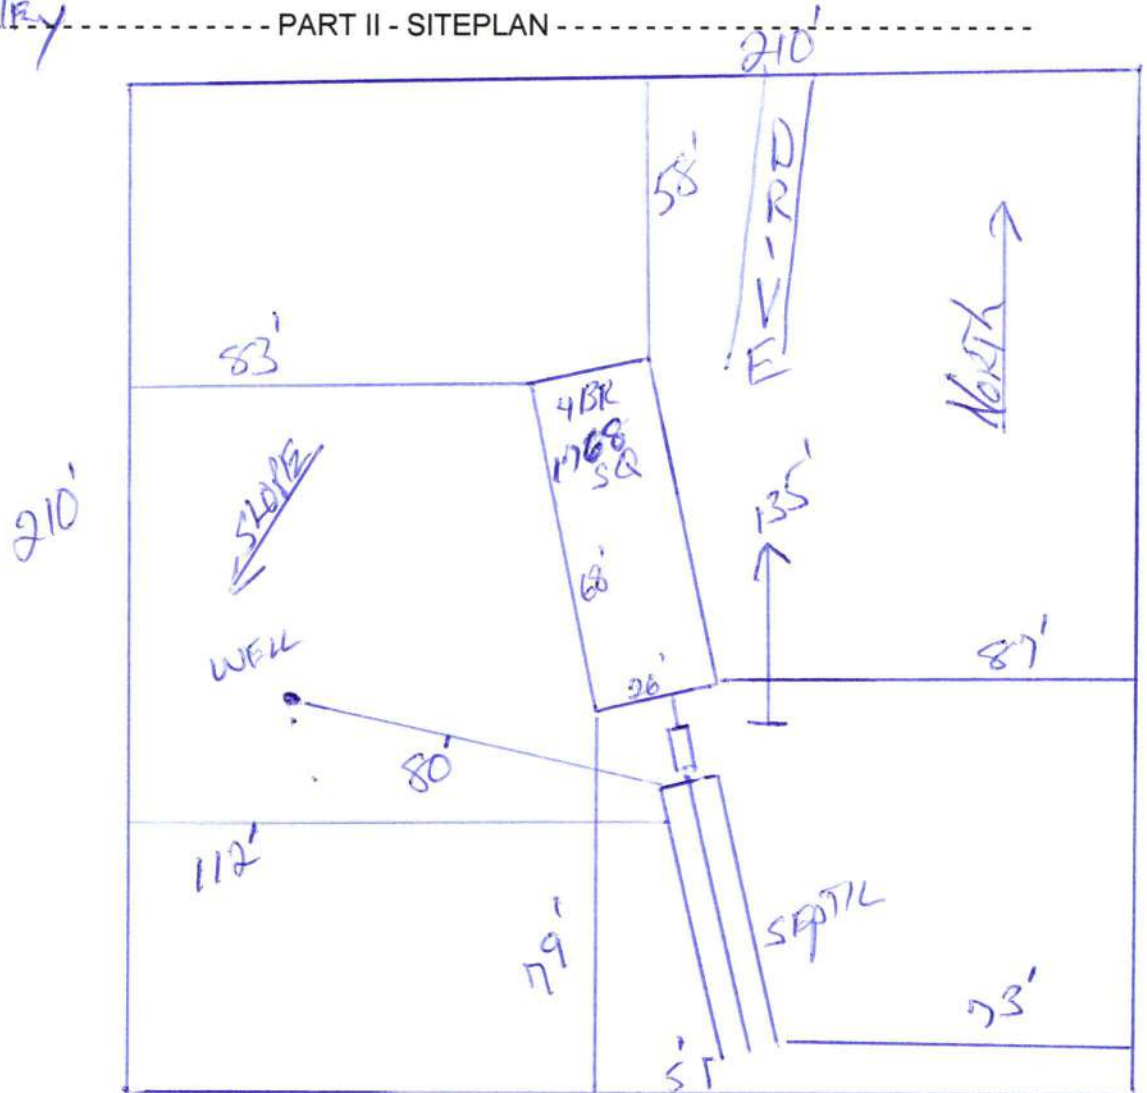 PART II - SITEPLAN
210'
58'
DRIVE
83'
4BR
1768
SQ
NORTH
SLOPE
210'
135'
68'
WELL
26'
87'
80'
112'
SEPTIC
79'
73'
5'